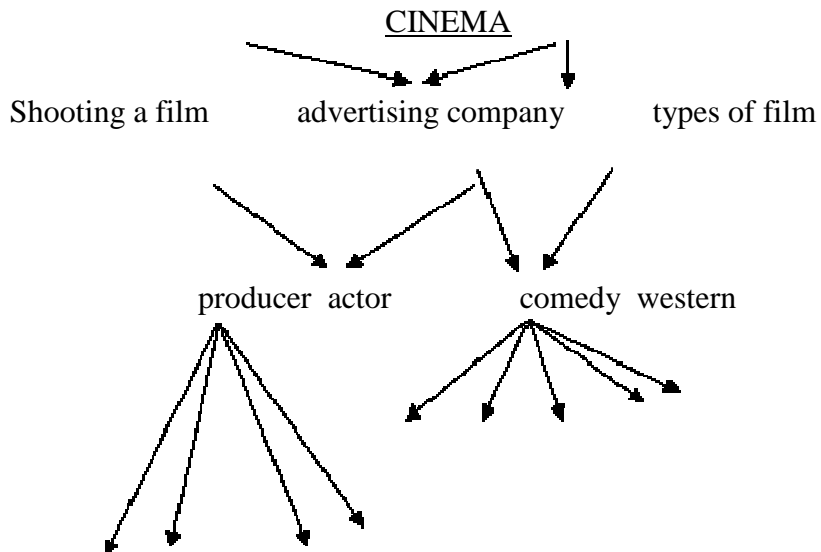 CINEMA
Shooting a film advertising company types of film
producer actor comedy western